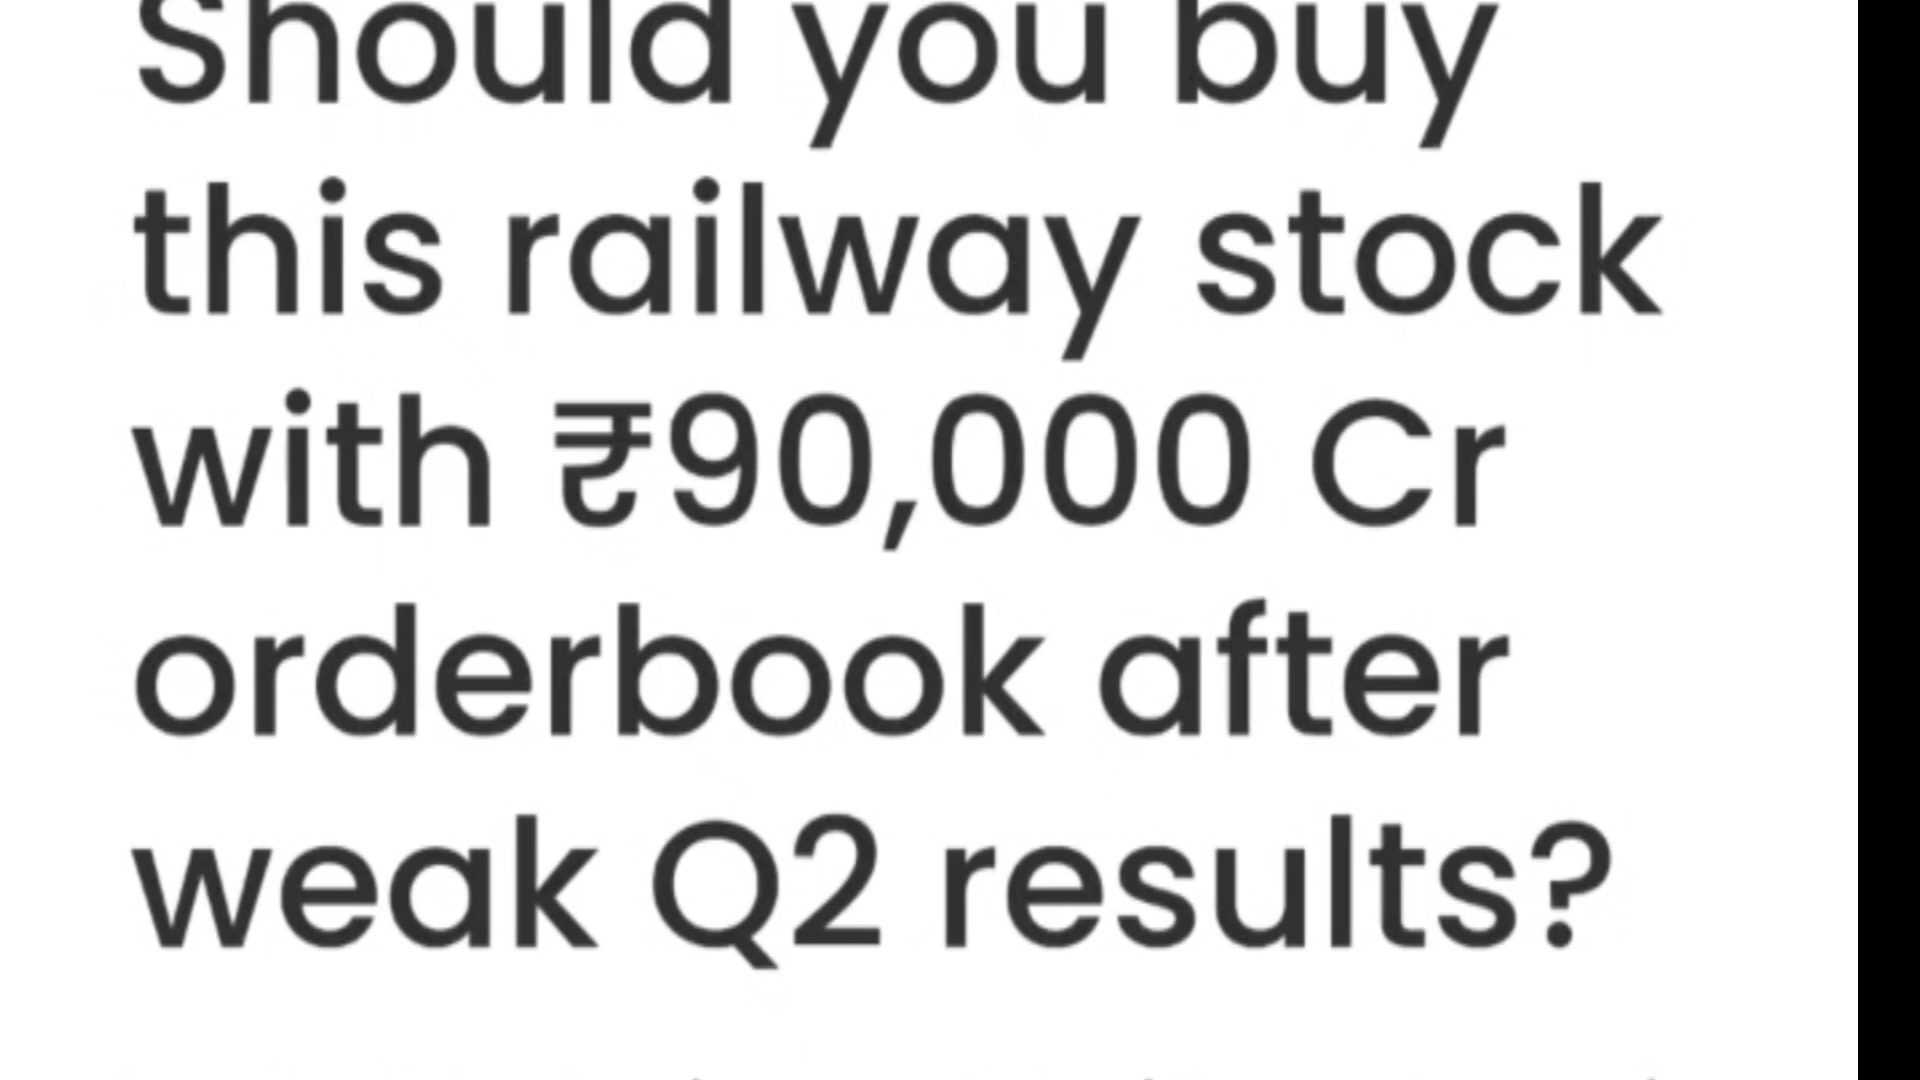 Should you buy
this railway stock
with ₹90,000 Cr
orderbook after
weak Q2 results?